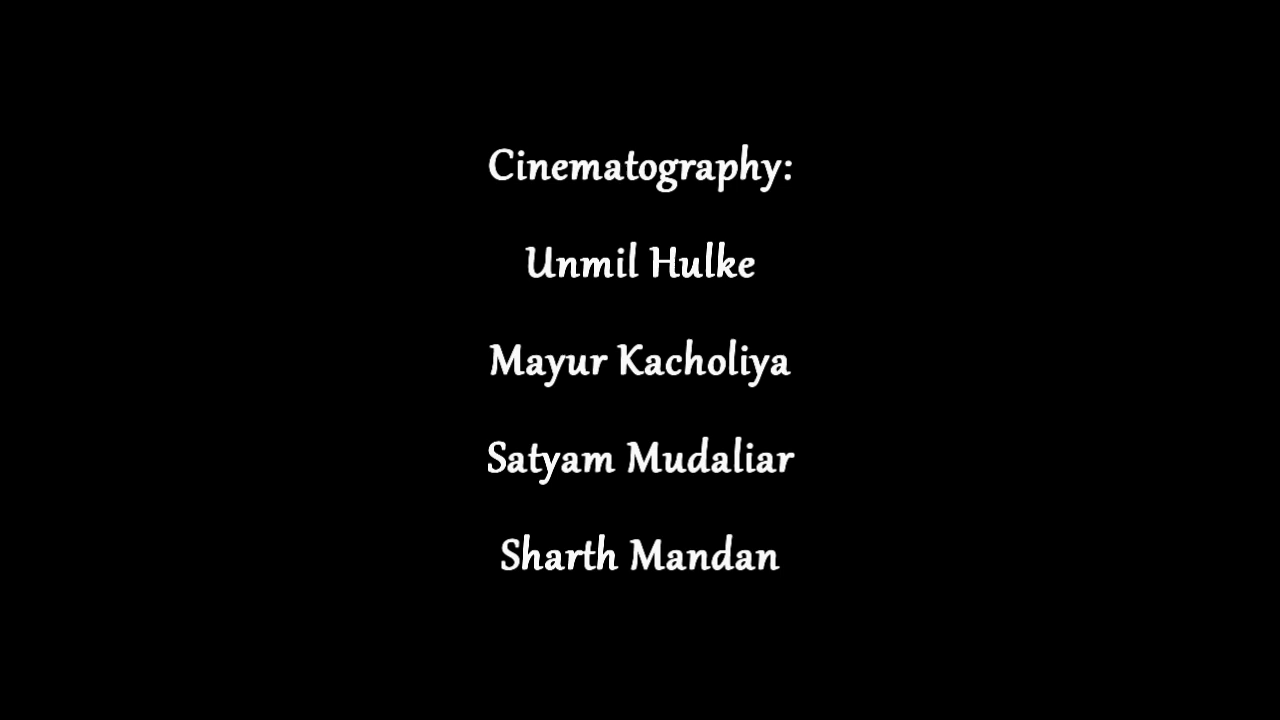 Cinematography:
Unmil Hulke
Mayur Kacholiya
Satyam Mudaliar
Sharth Mandan